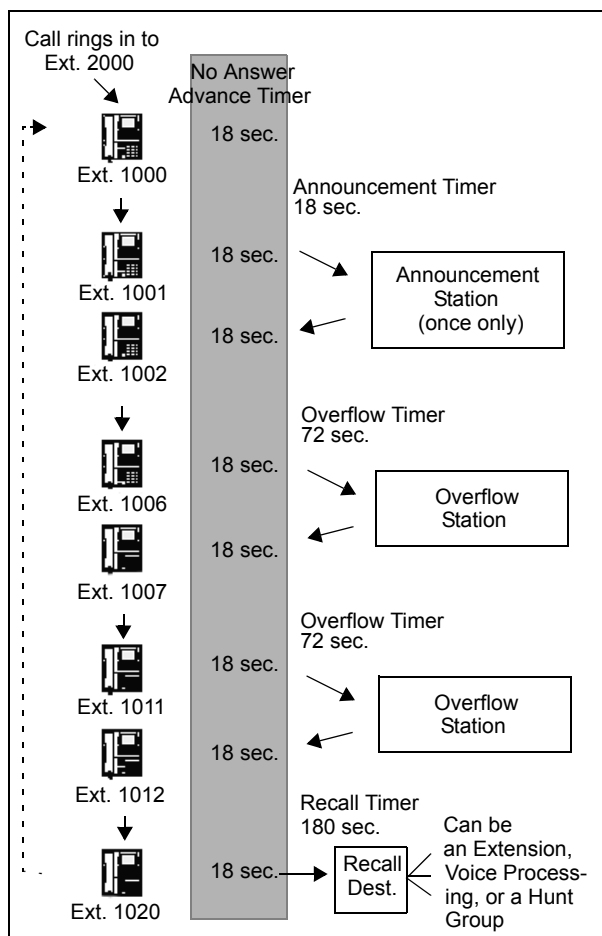 Call rings in to
Ext. 2000
No Answer
Advance Timer
18 sec.
Ext. 1000
Announcement Timer
18 sec.
18 sec.
Ext. 1001
Announcement
Station
(once only)
18 sec.
Ext. 1002
Overflow Timer
72 sec.
18 sec.
Ext. 1006
Overflow
Station
18 sec.
Ext. 1007
Overflow Timer
72 sec.
18 sec.
Ext. 1011
Overflow
Station
18 sec.
Ext. 1012
Recall Timer
180 sec.
18 sec.
Ext. 1020
Recall
Dest.
Can be
an Extension,
Voice Process-
ing, or a Hunt
Group